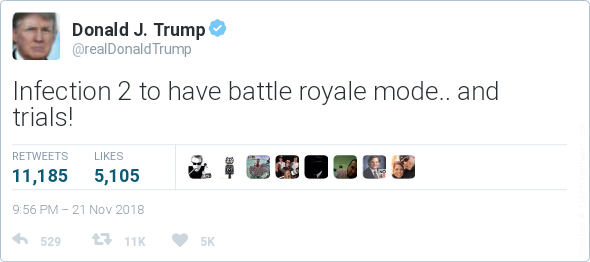 Donald J. Trump
@realDonaldTrump
Infection 2 to have battle royale mode.. and
trials!
RETWEETS LIKES
11,185 5,105
9:56 PM – 21 Nov 2018
529 11K 5K